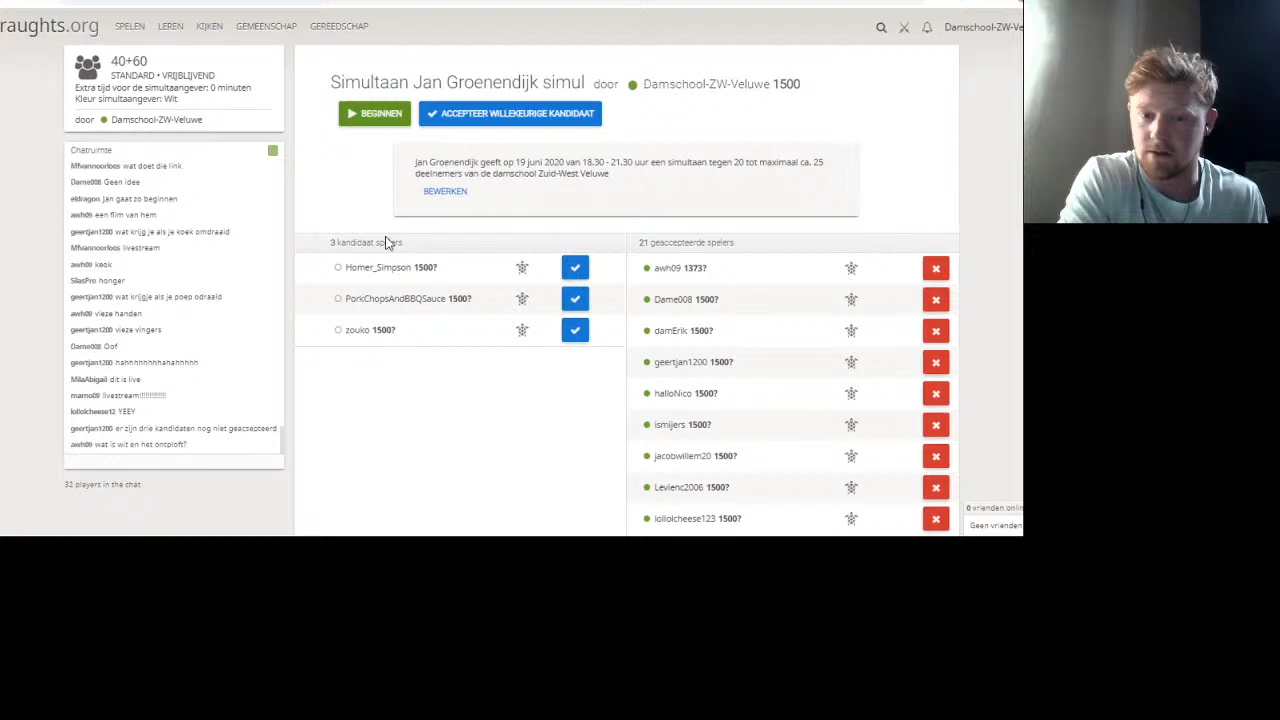 raughts.org SPELEN LEREN KIJKEN GEMEENSCHAP GEREEDSCHAP Damschool-ZW-Ve
40+60
STANDARD • VRIJBLIJVEND
Extra tijd voor de simultaangever: 0 minuten
Kleur simultaangever: Wit
door Damschool-ZW-Veluwe
Chatruimte
Mfvannoorloos wat doet die link
Dame008 Geen idee
eldragon Jan gaat zo beginnen
awh09 een film van hem
geertjan1200 wat krijg je als je koek omdraaid
Mfvannoorloos livestream
awh09 keok
SilasPro honger
geertjan1200 wat krijgje als je poep odraaid
awh09 vieze handen
geertjan1200 vieze vingers
Dame008 Oof
geertjan1200 hahhhhhhhahahhhhh
MilaAbigail dit is live
mamo09 livestream!!!!!!!!!!!!!
lollolcheese12 YEEY
geertjan1200 er zijn drie kandidaten nog niet geacsepteerd
awh09 wat is wit en het ontploft?
32 players in the chat
Simultaan Jan Groenendijk simul door Damschool-ZW-Veluwe 1500
BEGINNEN ACCEPTEER WILLEKEURIGE KANDIDAAT
Jan Groenendijk geeft op 19 juni 2020 van 18.30 - 21.30 uur een simultaan tegen 20 tot maximaal ca. 25
deelnemers van de damschool Zuid-West Veluwe
BEWERKEN
3 kandidaat spelers
Homer_Simpson 1500?
PorkChopsAndBBQSauce 1500?
zouko 1500?
21 geaccepteerde spelers
awh09 1373?
Dame008 1500?
damErik 1500?
geertjan1200 1500?
halloNico 1500?
ismijers 1500?
jacobwillem20 1500?
Levienc2006 1500?
lollolcheese123 1500?
0 vrienden onlin
Geen vrienden